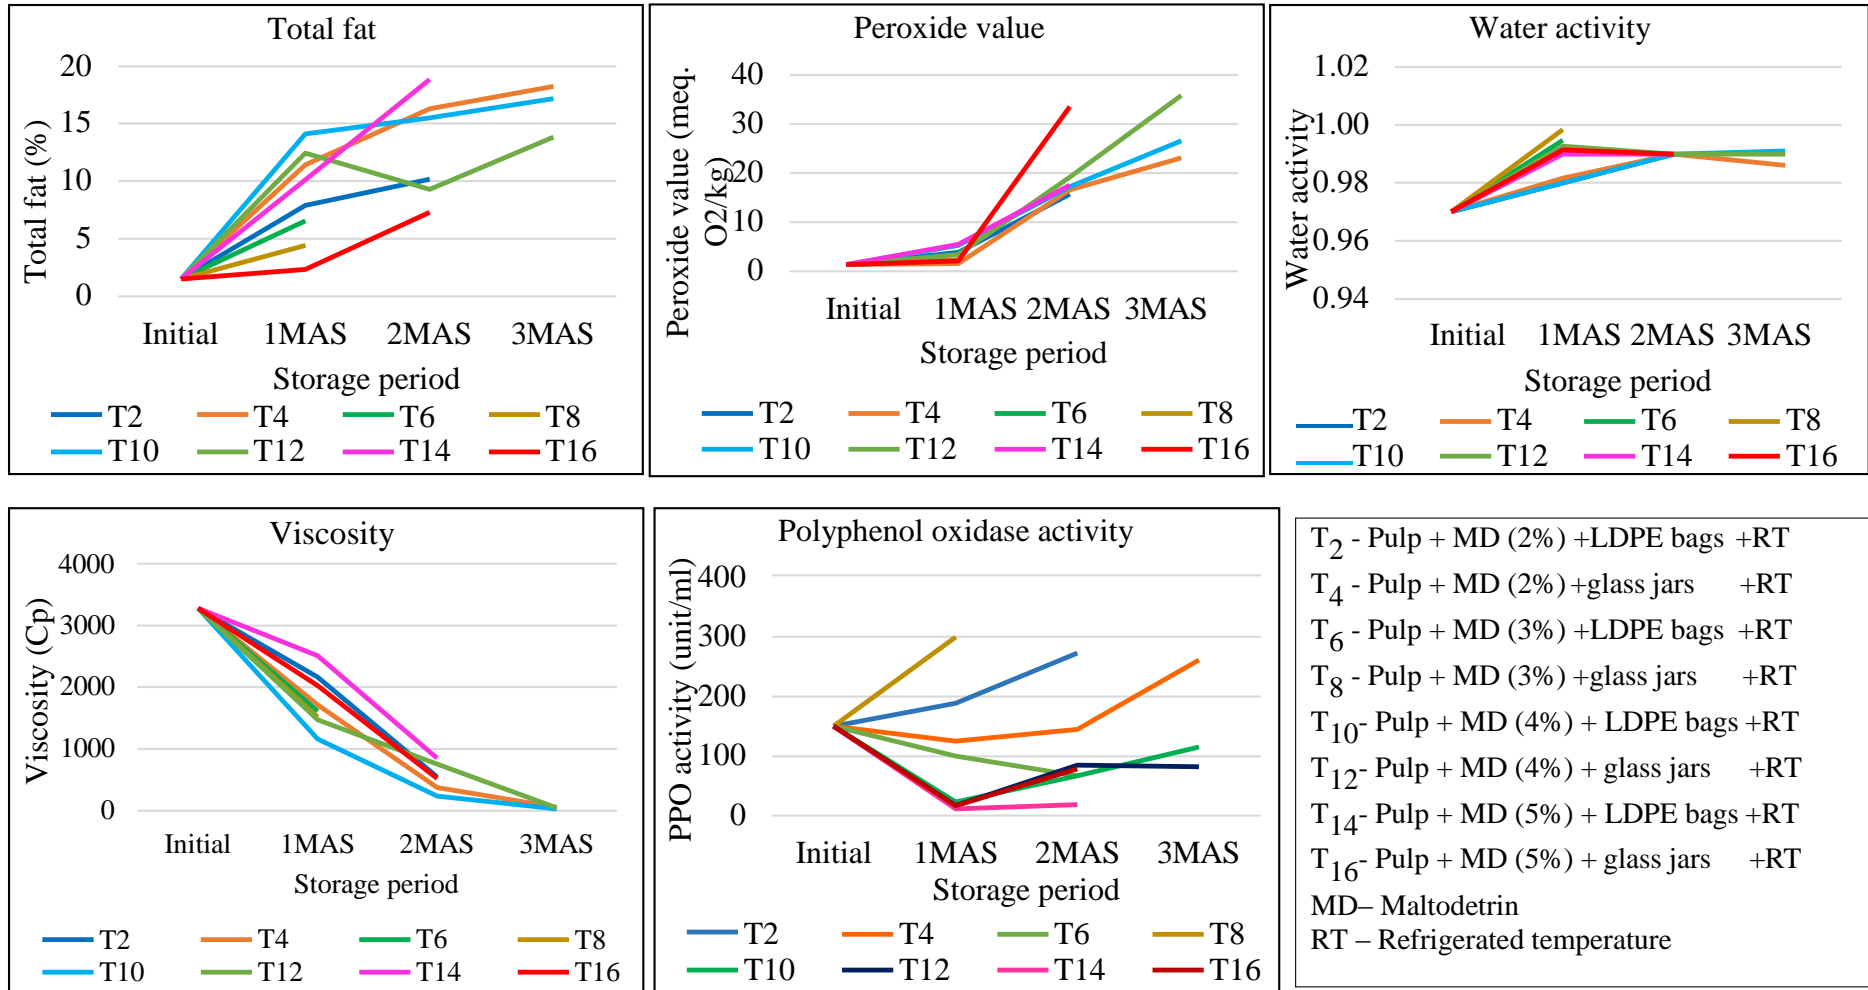 Total fat
Total fat (%)
20
15
10
5
0
Initial 1MAS 2MAS 3MAS
Storage period
T2 T4 T6 T8
T10 T12 T14 T16
Peroxide value
Peroxide value (meq.
O2/kg)
40
30
20
10
0
Initial 1MAS 2MAS 3MAS
Storage period
T2 T4 T6 T8
T10 T12 T14 T16
Water activity
Water activity
1.02
1.00
0.98
0.96
0.94
Initial 1MAS 2MAS 3MAS
Storage period
T2 T4 T6 T8
T10 T12 T14 T16
Viscosity
Viscosity (Cp)
4000
3000
2000
1000
0
Initial 1MAS 2MAS 3MAS
Storage period
T2 T4 T6 T8
T10 T12 T14 T16
Polyphenol oxidase activity
PPO activity (unit/ml)
400
300
200
100
0
Initial 1MAS 2MAS 3MAS
Storage period
T2 T4 T6 T8
T10 T12 T14 T16
T2 - Pulp + MD (2%) +LDPE bags +RT
T4 - Pulp + MD (2%) +glass jars +RT
T6 - Pulp + MD (3%) +LDPE bags +RT
T8 - Pulp + MD (3%) +glass jars +RT
T10- Pulp + MD (4%) + LDPE bags +RT
T12- Pulp + MD (4%) + glass jars +RT
T14- Pulp + MD (5%) + LDPE bags +RT
T16- Pulp + MD (5%) + glass jars +RT
MD– Maltodetrin
RT – Refrigerated temperature